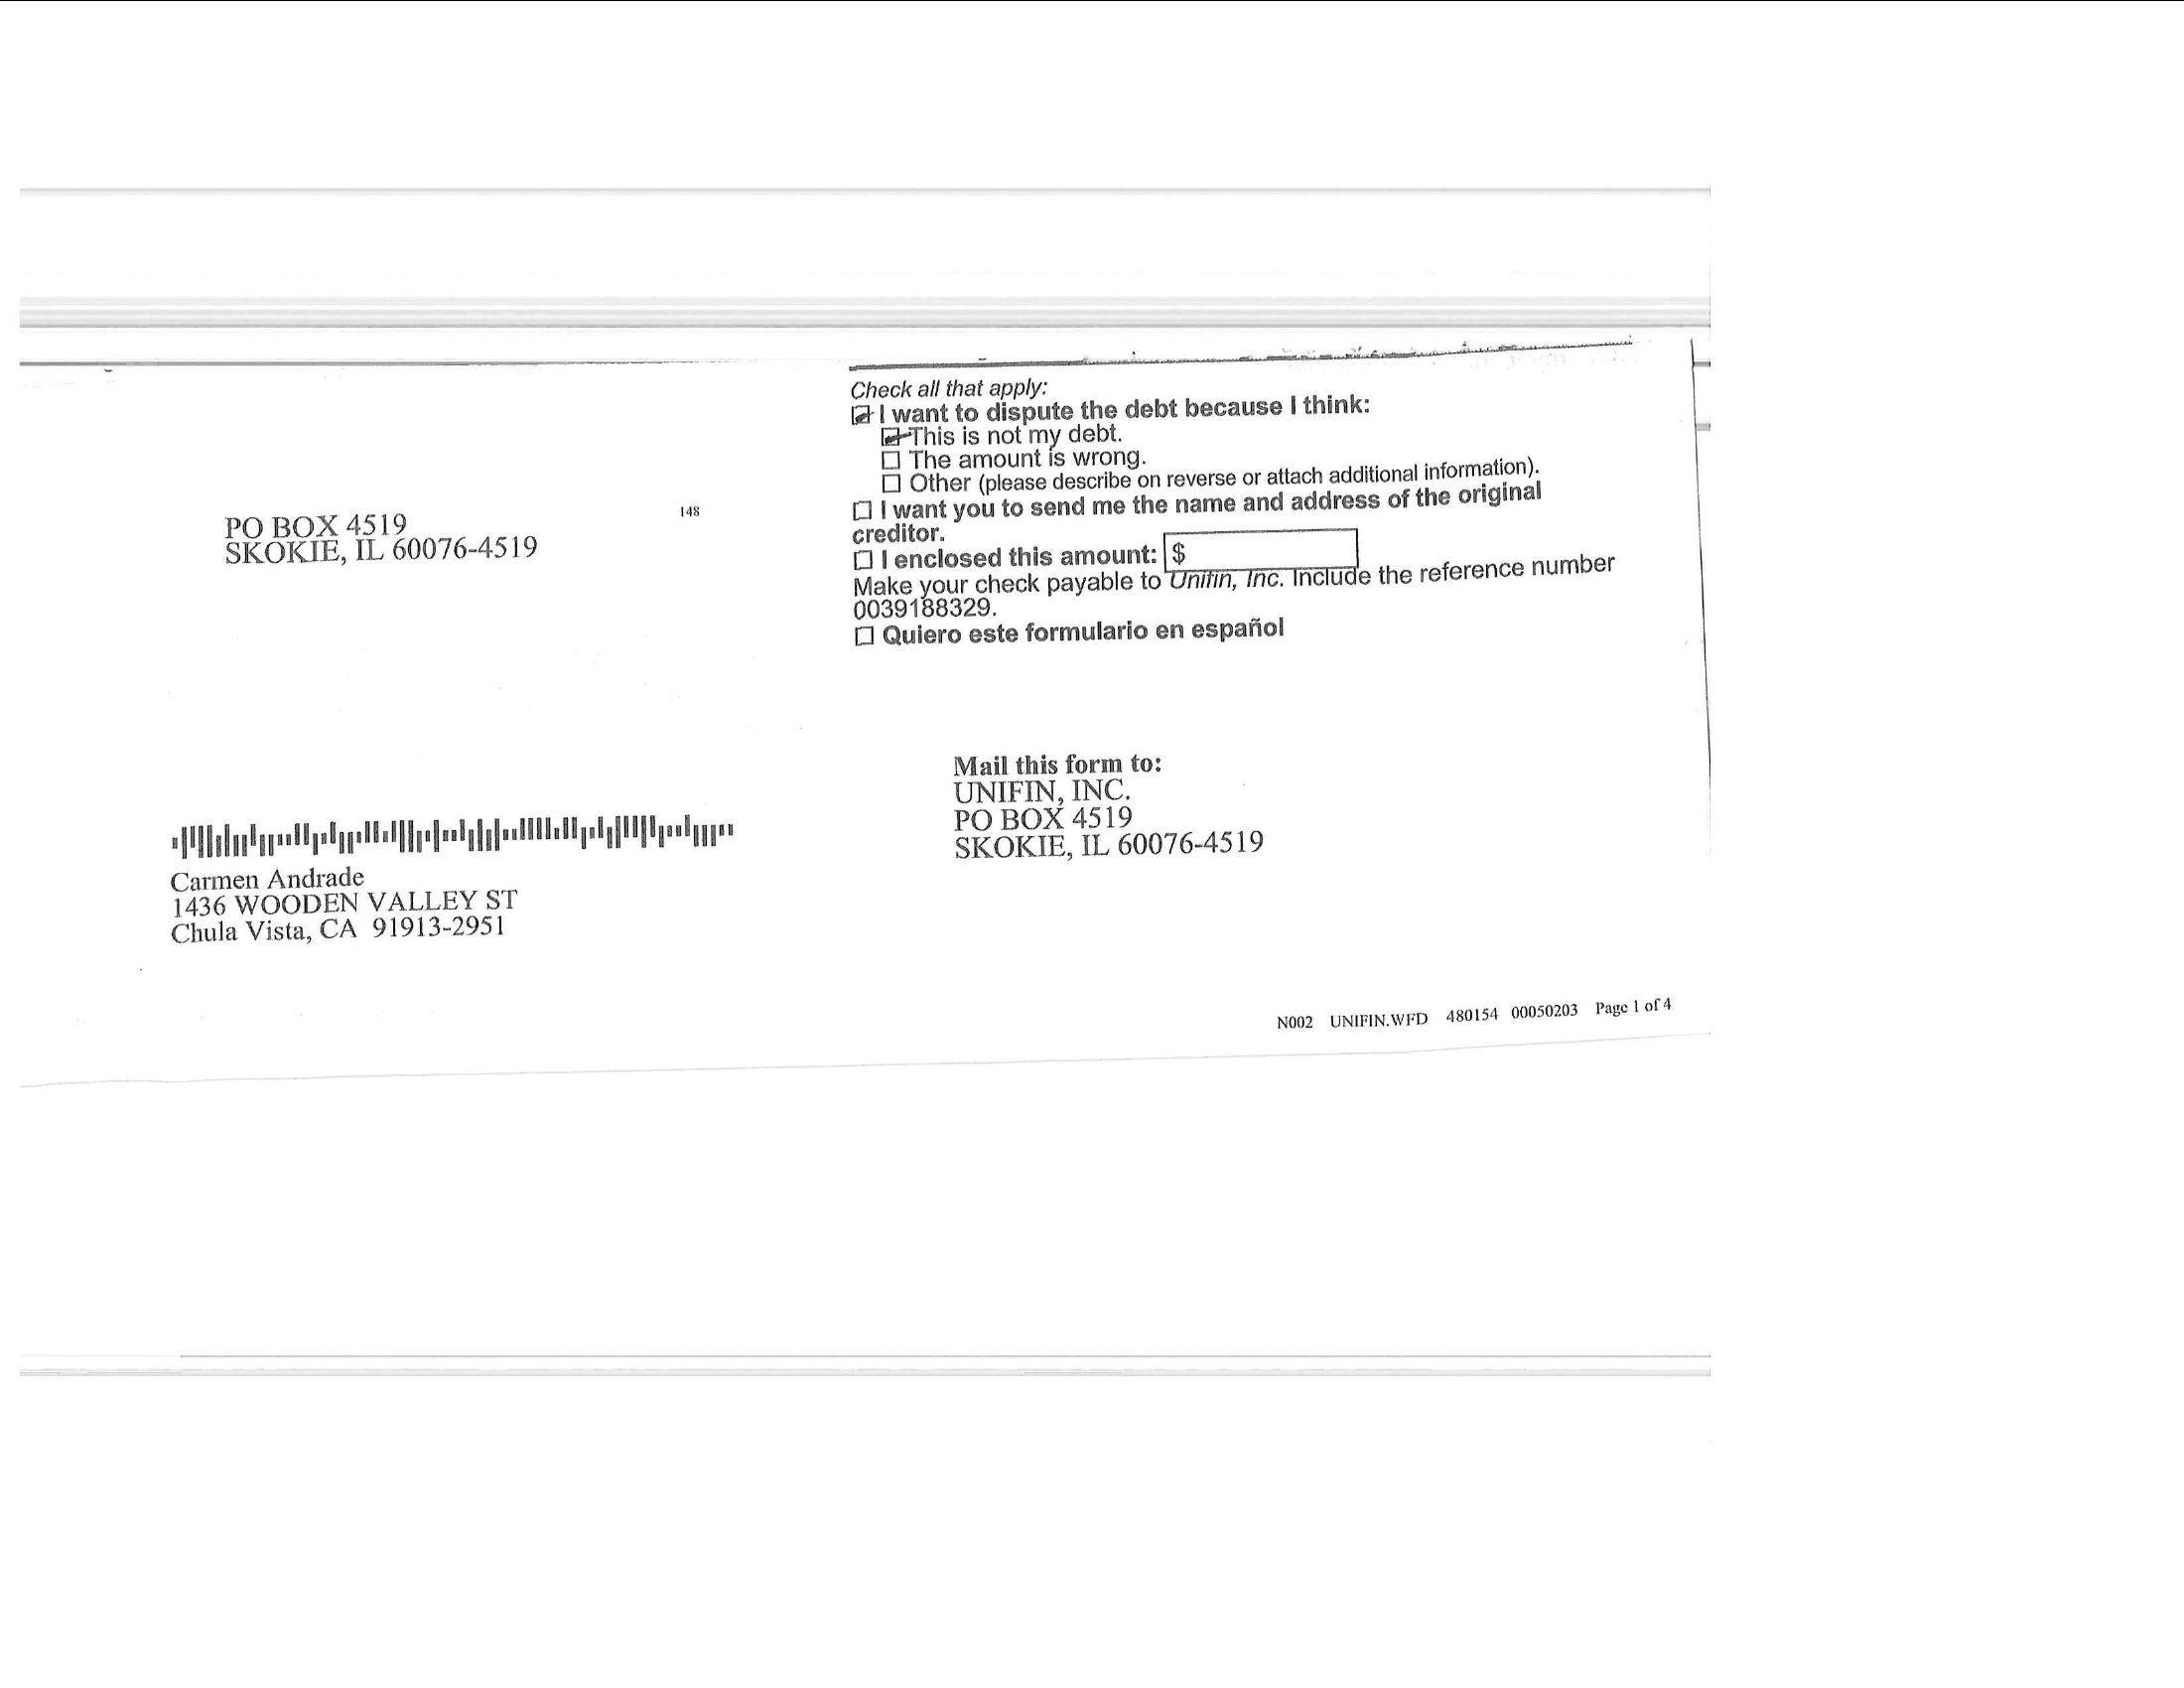 PO BOX 4519
SKOKIE, IL 60076-4519
148
Carmen Andrade
1436 WOODEN VALLEY ST
Chula Vista, CA 91913-2951
Check all that apply:
I want to dispute the debt because I think:
This is not my debt.
☐ The amount is wrong.
☐ Other (please describe on reverse or attach additional information).
☐ I want you to send me the name and address of the original
creditor.
☐ I enclosed this amount: $
Make your check payable to Unifin, Inc. Include the reference number
0039188329.
☐ Quiero este formulario en español
Mail this form to:
UNIFIN, INC.
PO BOX 4519
SKOKIE, IL 60076-4519
N002 UNIFIN.WFD 480154 00050203 Page 1 of 4